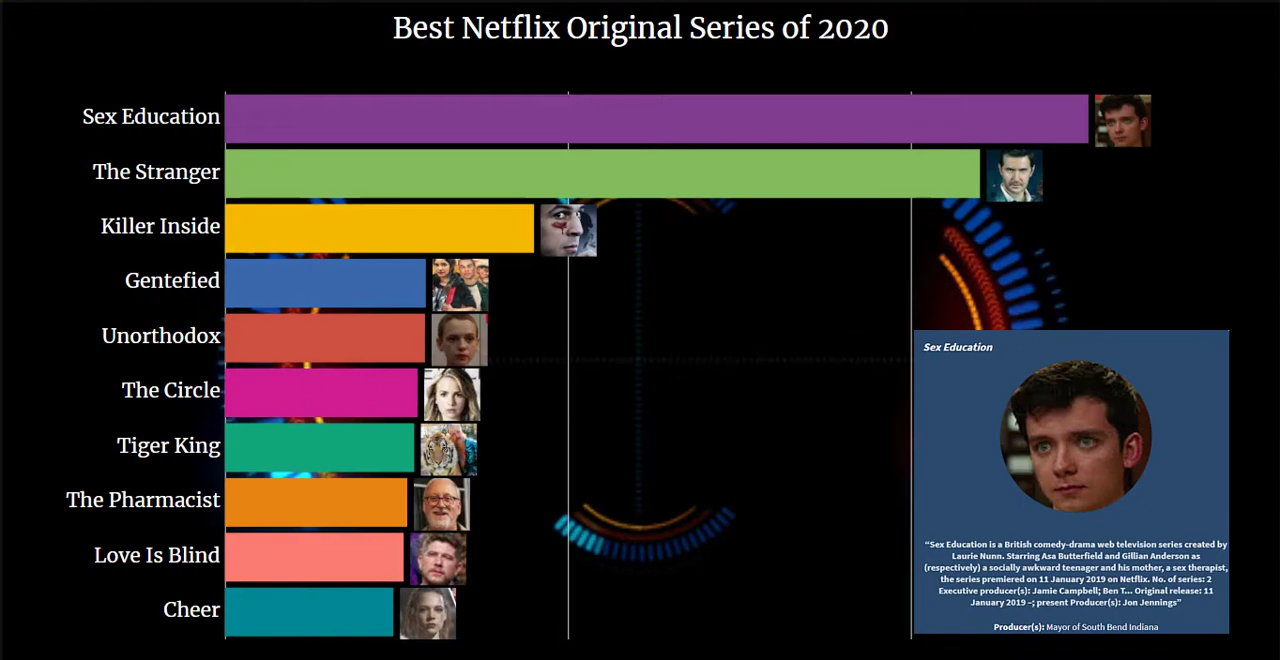 Best Netflix Original Series of 2020
Sex Education
The Stranger
Killer Inside
Gentefied
Unorthodox
The Circle
Tiger King
The Pharmacist
Love Is Blind
Cheer
Sex Education
“Sex Education is a British comedy-drama web television series created by
Laurie Nunn. Starring Asa Butterfield and Gillian Anderson as
(respectively) a socially awkward teenager and his mother, a sex therapist,
the series premiered on 11 January 2019 on Netflix. No. of series: 2
Executive producer(s): Jamie Campbell; Ben T... Original release: 11
January 2019 –; present Producer(s): Jon Jennings”
Producer(s): Mayor of South Bend Indiana